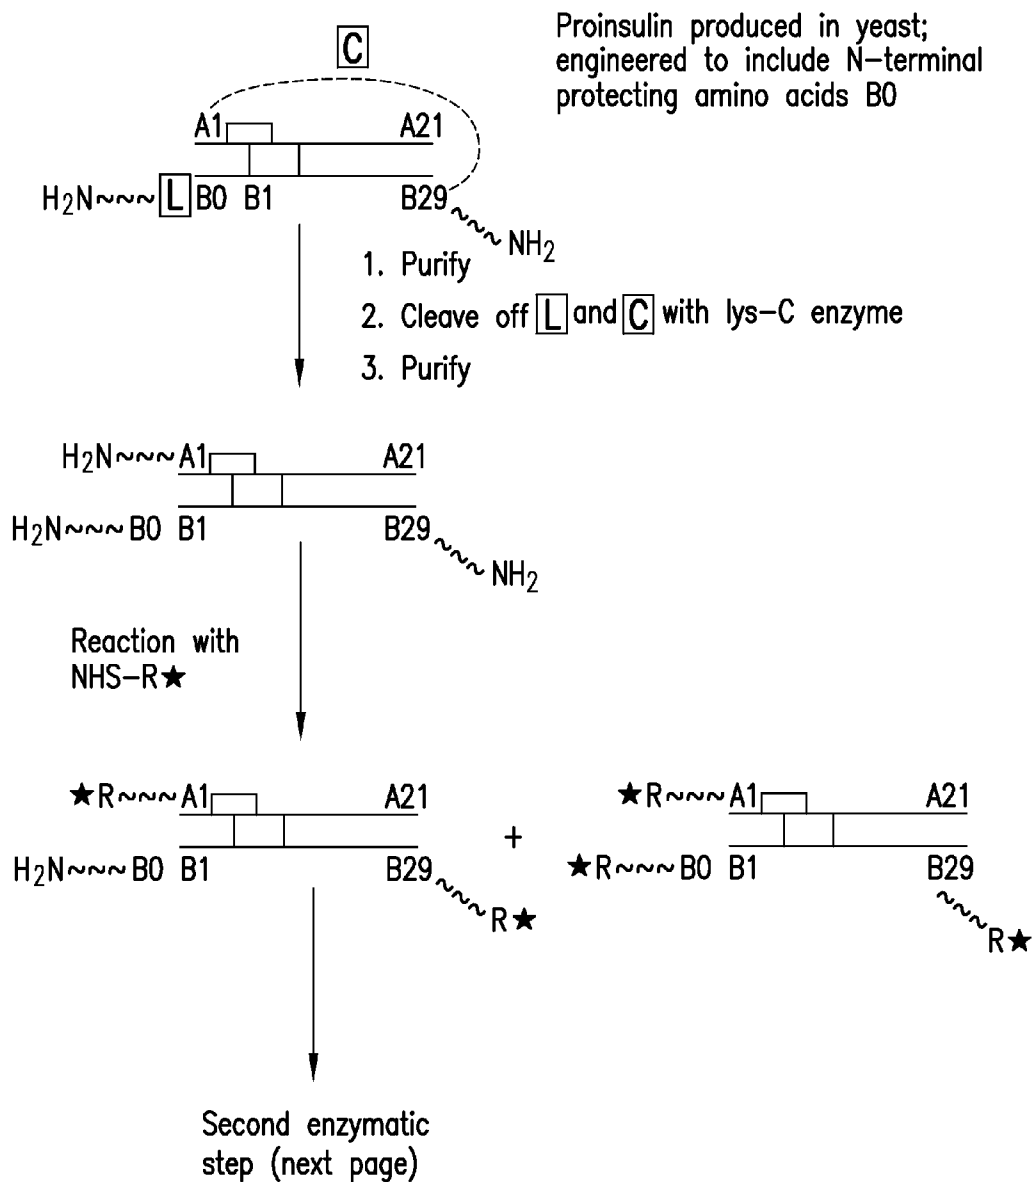 C
Proinsulin produced in yeast;
engineered to include N–terminal
protecting amino acids B0
A1 A21
H2N~~~ L B0 B1 B29 ~~~NH2
1. Purify
2. Cleave off L and C with lys–C enzyme
3. Purify
H2N~~~A1 A21
H2N~~~B0 B1 B29 ~~~NH2
Reaction with
NHS–R★
★R~~~A1 A21
H2N~~~B0 B1 B29 ~~~R★
+
★R~~~A1 A21
★R~~~B0 B1 B29 ~~~R★
Second enzymatic
step (next page)